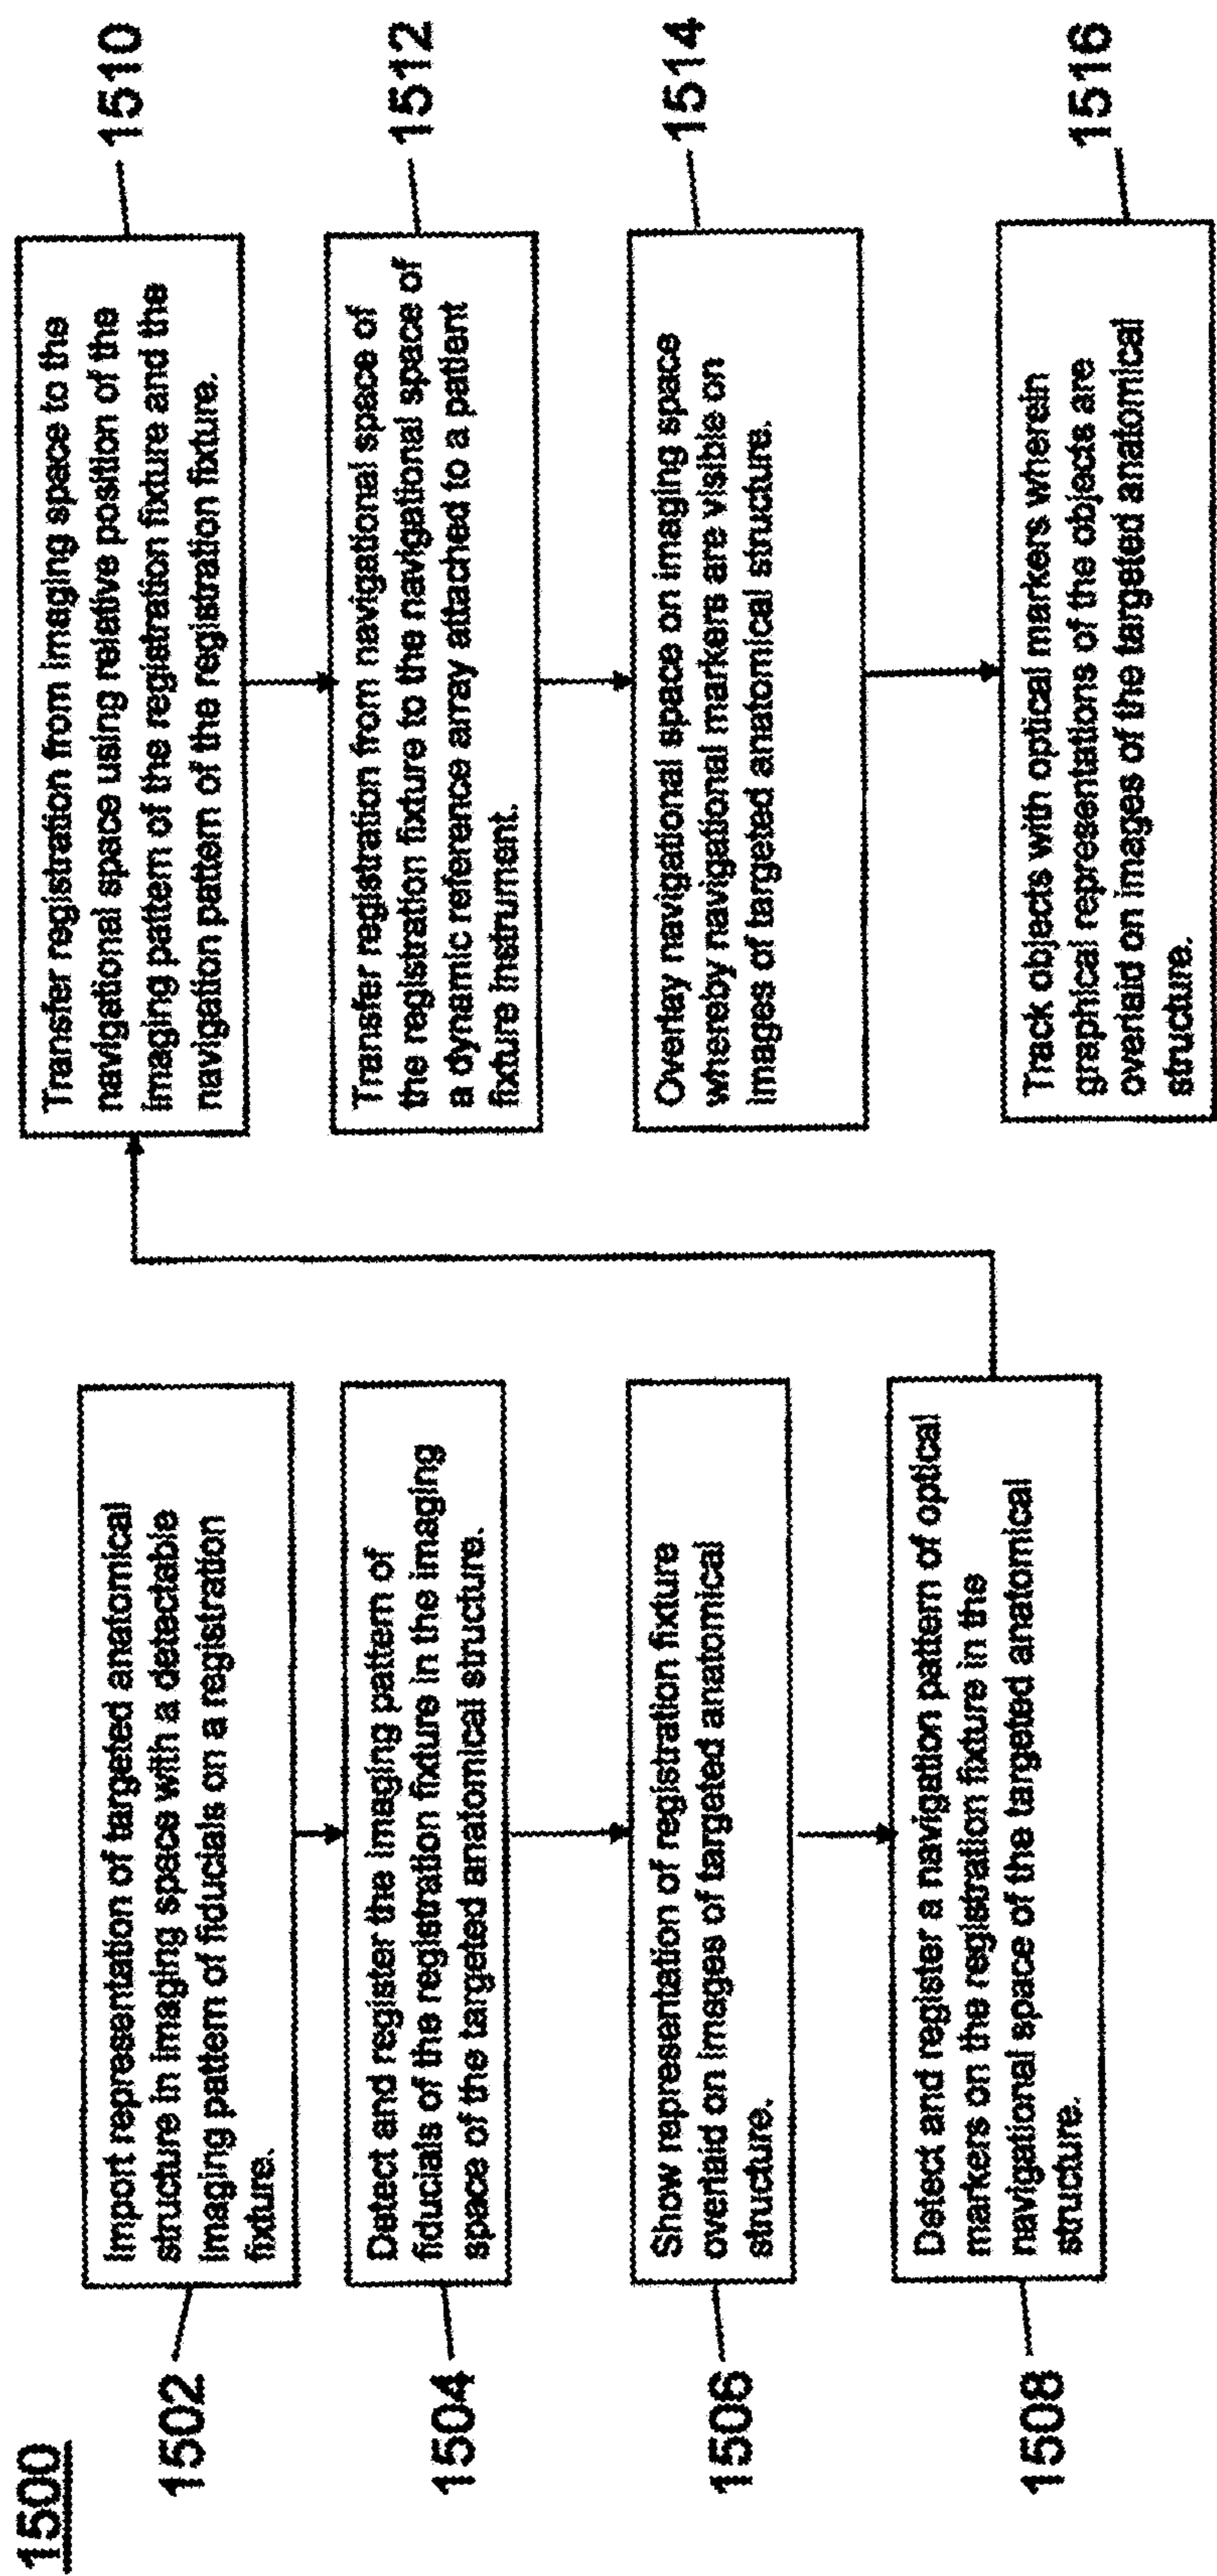 1500
1502
Import representation of targeted anatomical
structure in imaging space with a detectable
imaging pattern of fiducials on a registration
fixture.
1504
Detect and register the imaging pattern of
fiducials of the registration fixture in the imaging
space of the targeted anatomical structure.
1506
Show representation of registration fixture
overlaid on images of targeted anatomical
structure.
1508
Detect and register a navigation pattern of optical
markers on the registration fixture in the
navigational space of the targeted anatomical
structure.
1510
Transfer registration from imaging space to the
navigational space using relative position of the
imaging pattern of the registration fixture and the
navigation pattern of the registration fixture.
1512
Transfer registration from navigational space of
the registration fixture to the navigational space of
a dynamic reference array attached to a patient
fixture instrument.
1514
Overlay navigational space on imaging space
whereby navigational markers are visible on
images of targeted anatomical structure.
1516
Track objects with optical markers wherein
graphical representations of the objects are
overlaid on images of the targeted anatomical
structure.